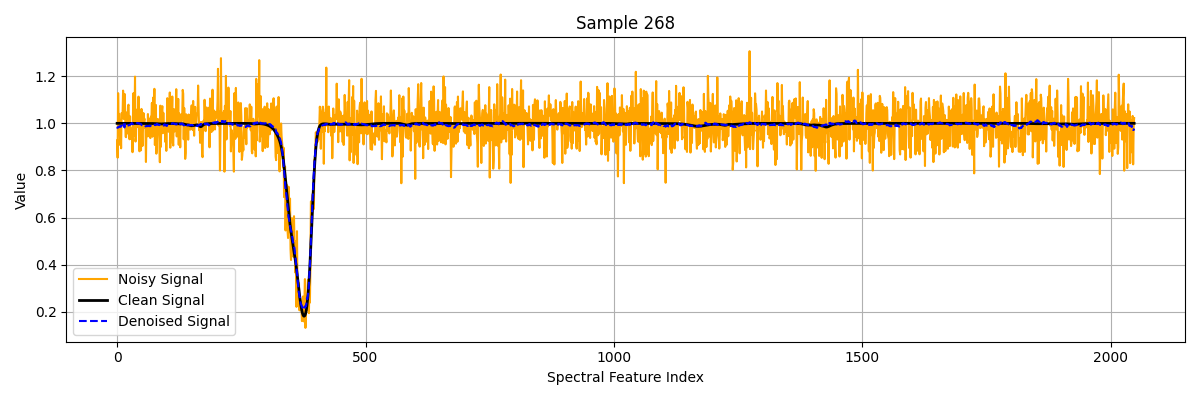 Sample 268
Value
1.2
1.0
0.8
0.6
0.4
0.2
Noisy Signal
Clean Signal
Denoised Signal
0 500 1000 1500 2000
Spectral Feature Index